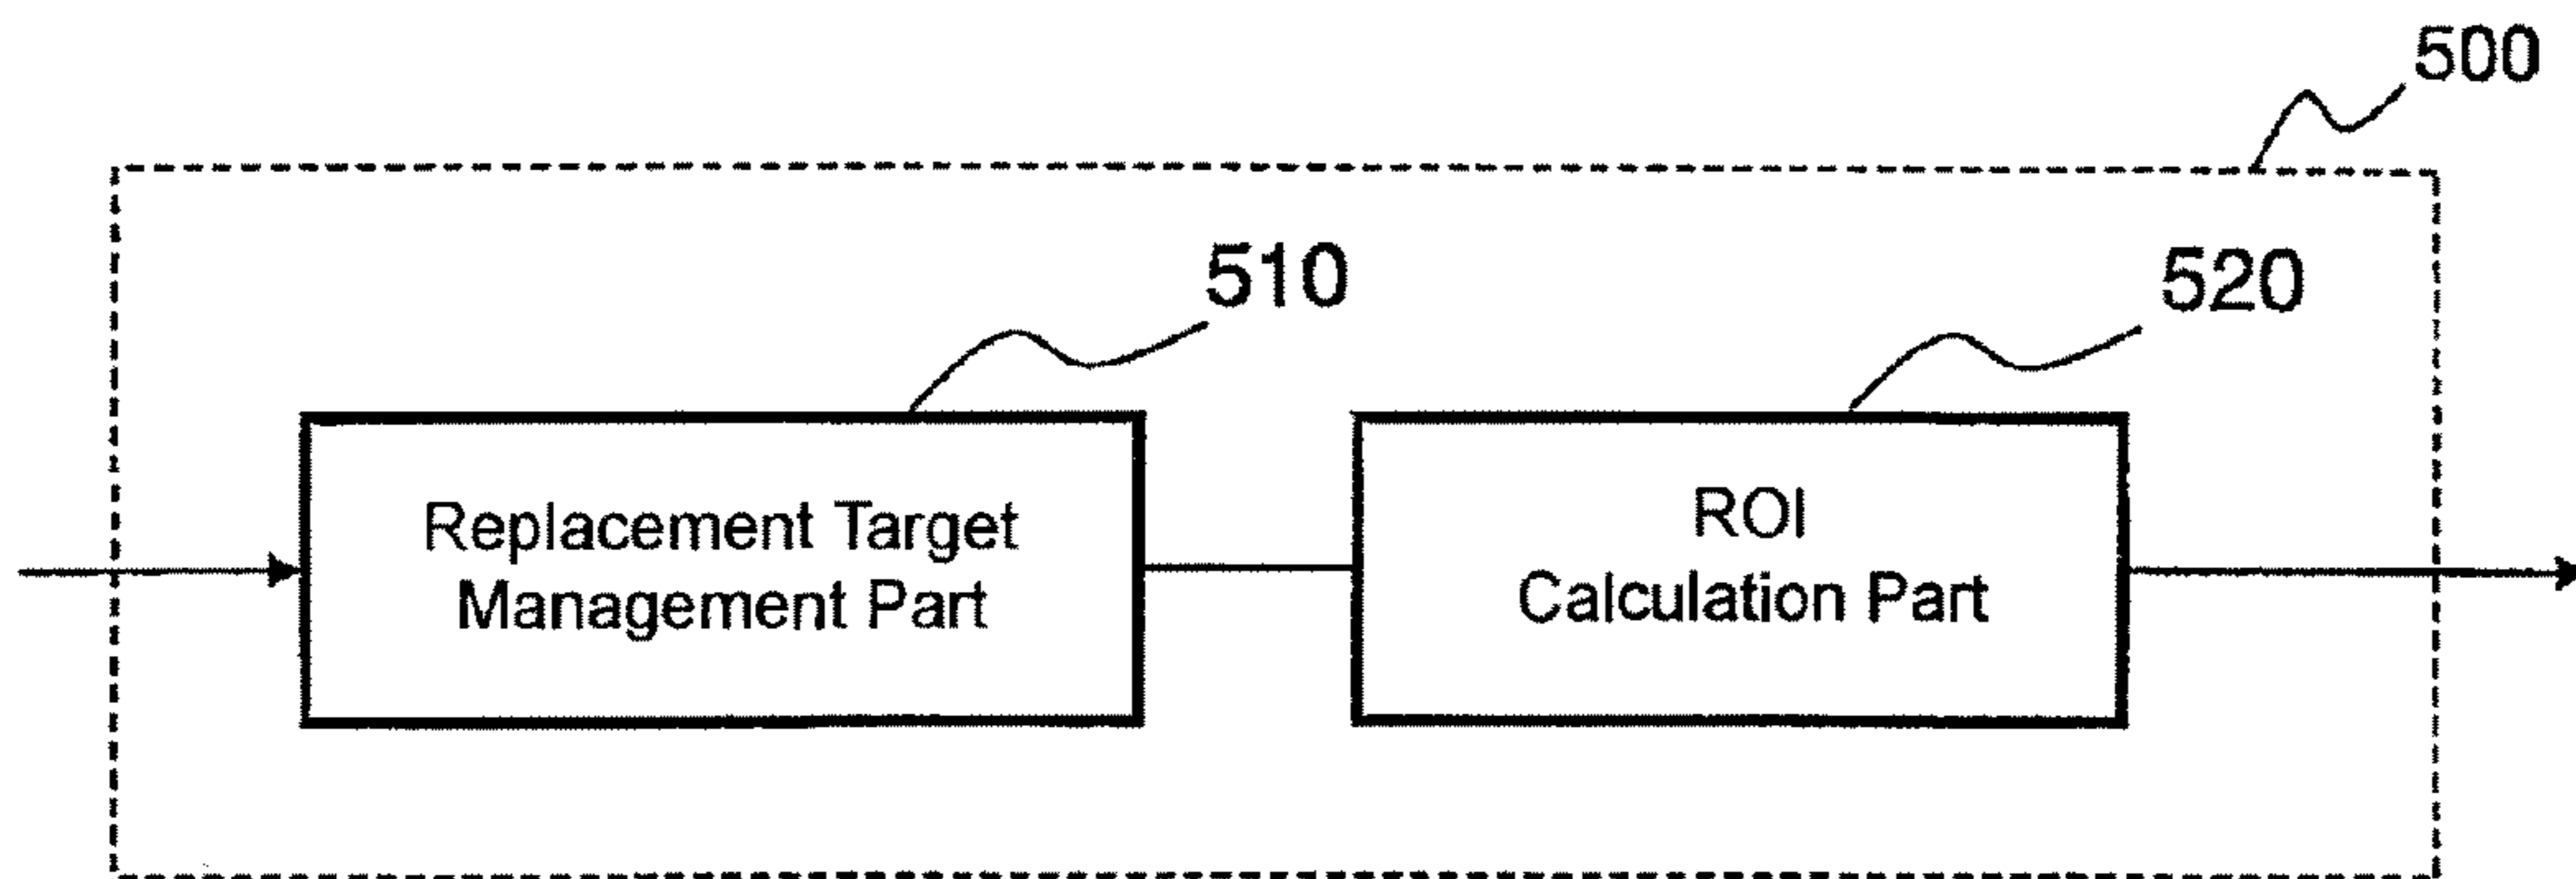 500
510
520
Replacement Target
Management Part
ROI
Calculation Part